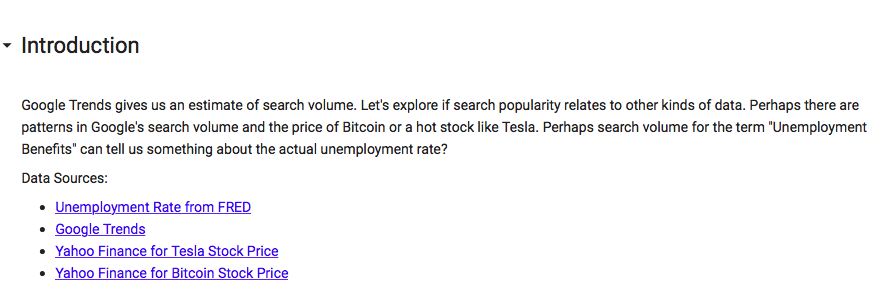 Introduction
Google Trends gives us an estimate of search volume. Let's explore if search popularity relates to other kinds of data. Perhaps there are
patterns in Google's search volume and the price of Bitcoin or a hot stock like Tesla. Perhaps search volume for the term "Unemployment
Benefits" can tell us something about the actual unemployment rate?
Data Sources:
Unemployment Rate from FRED
Google Trends
Yahoo Finance for Tesla Stock Price
Yahoo Finance for Bitcoin Stock Price